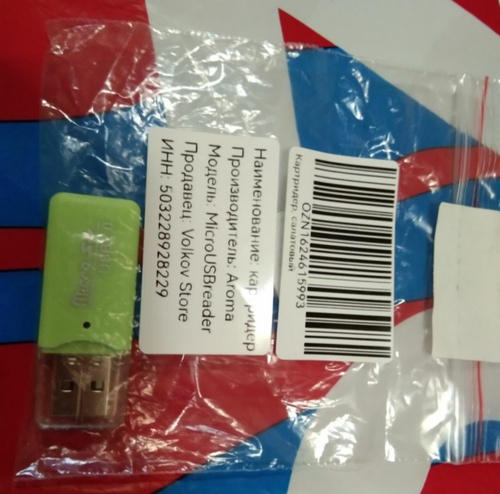 Наименование: картридер
Производитель: Aroma
Модель: MicroUSBreader
Продавец: Volkov Store
ИНН: 503228928229
OZN1624615993
Картридер, салатовый